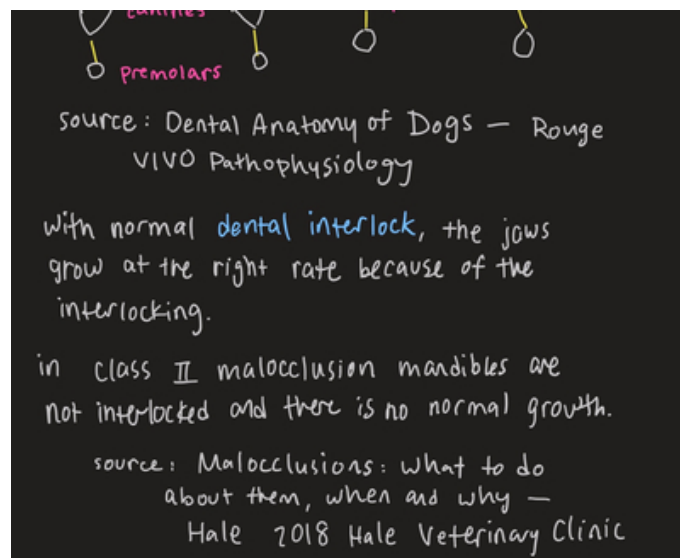 canines
premolars
source: Dental Anatomy of Dogs — Rouge
VIVO Pathophysiology
with normal dental interlock, the jaws
grow at the right rate because of the
interlocking.
in class II malocclusion mandibles are
not interlocked and there is no normal growth.
source: Malocclusions: what to do
about them, when and why —
Hale 2018 Hale Veterinary Clinic